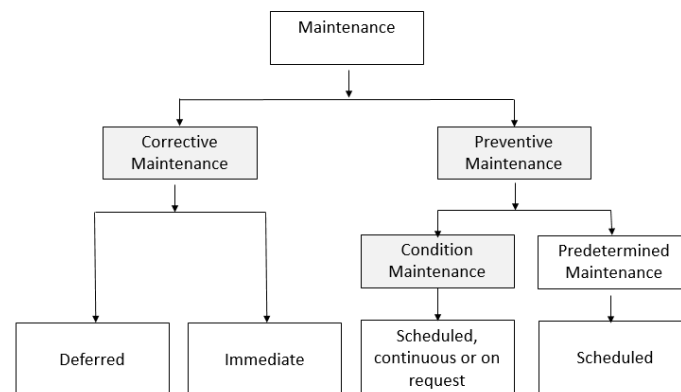 Maintenance
Corrective
Maintenance
Preventive
Maintenance
Condition
Maintenance
Predetermined
Maintenance
Deferred
Immediate
Scheduled,
continuous or on
request
Scheduled